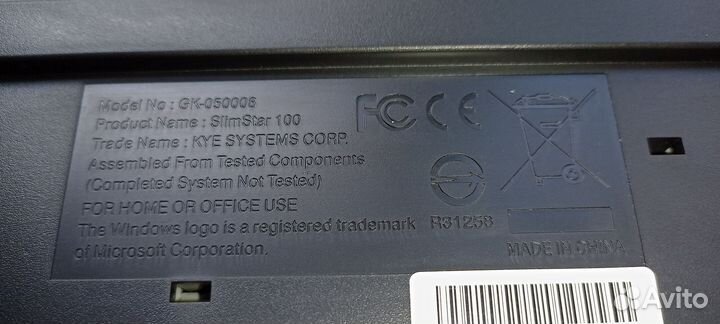 Model No : GK-050006
Product Name : SlimStar 100
Trade Name : KYE SYSTEMS CORP.
Assembled From Tested Components
(Completed System Not Tested)
FOR HOME OR OFFICE USE
The Windows logo is a registered trademark
of Microsoft Corporation.
FC CE
R31256
MADE IN CHINA
Avito